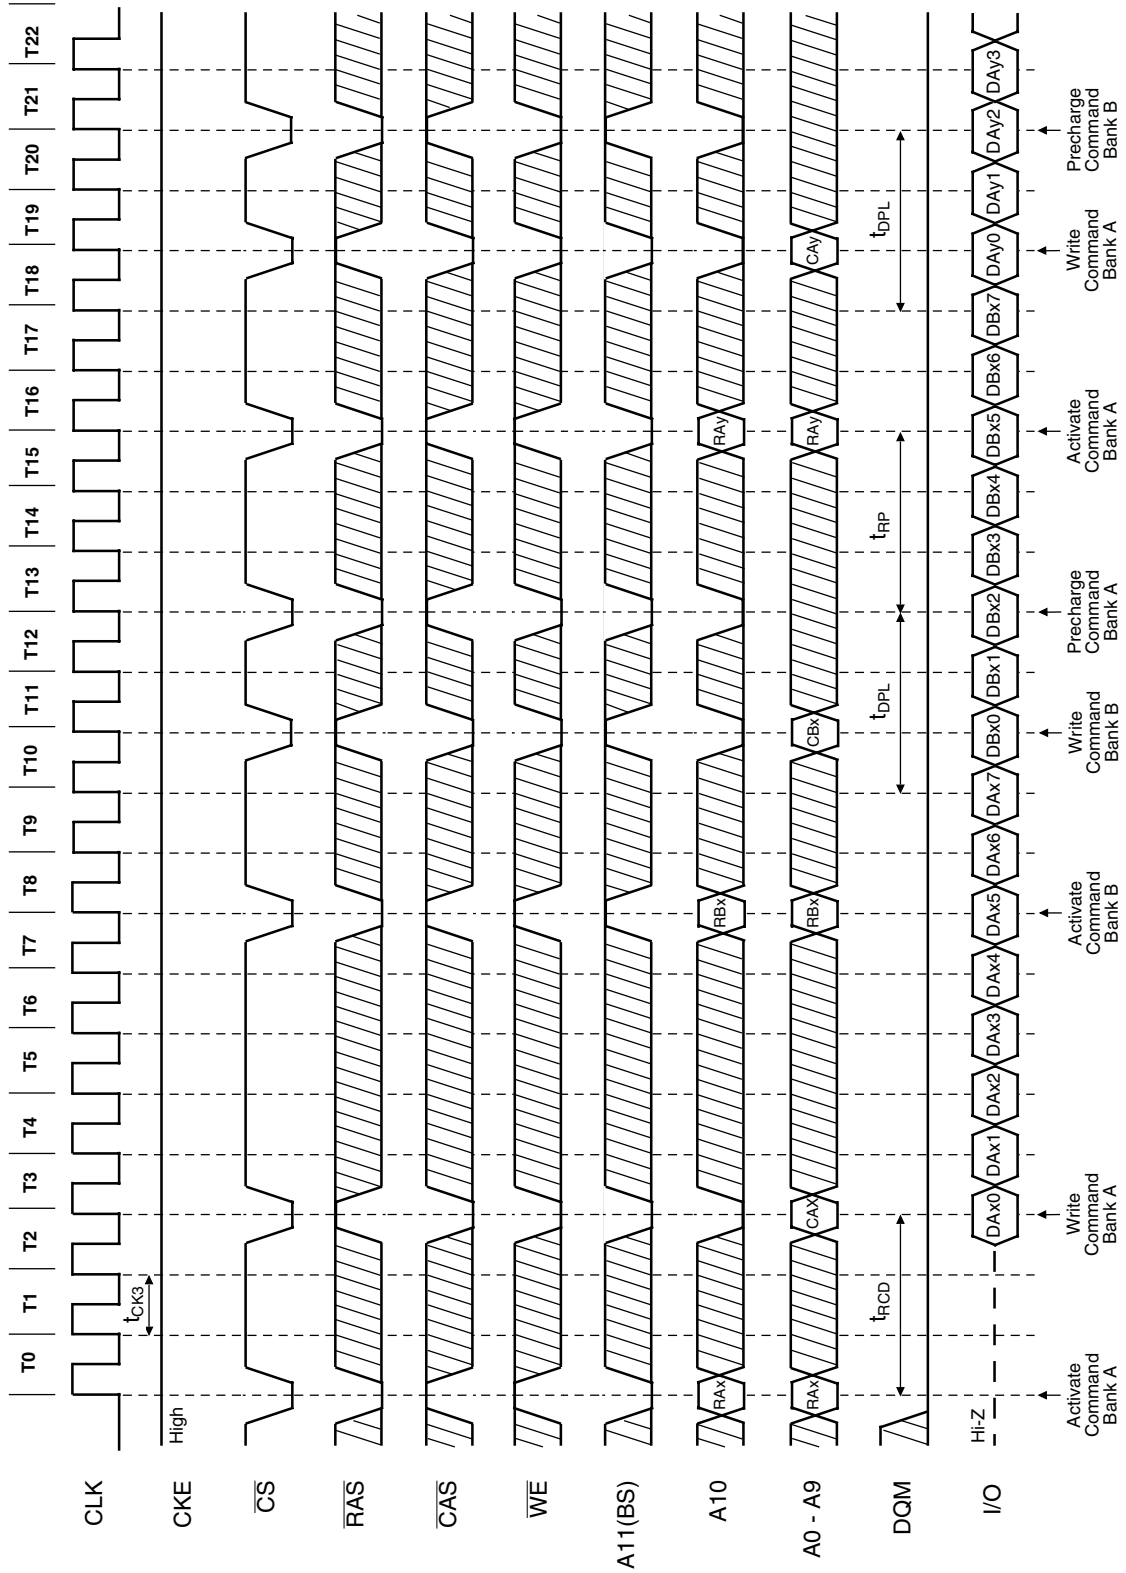 T0 T1 T2 T3 T4 T5 T6 T7 T8 T9 T10 T11 T12 T13 T14 T15 T16 T17 T18 T19 T20 T21 T22
CLK
tCK3
CKE
High
CS
RAS
CAS
WE
A11(BS)
A10
RAx RBx RAy
A0 - A9
RAx CAX RBx CBx RAy CAy
DQM
tRCD tDPL tRP tDPL
I/O
Hi-Z
DAx0 DAx1 DAx2 DAx3 DAx4 DAx5 DAx6 DAx7 DBx0 DBx1 DBx2 DBx3 DBx4 DBx5 DBx6 DBx7 DAy0 DAy1 DAy2 DAy3
Activate
Command
Bank A
Write
Command
Bank A
Activate
Command
Bank B
Write
Command
Bank B
Precharge
Command
Bank A
Activate
Command
Bank A
Write
Command
Bank A
Precharge
Command
Bank B